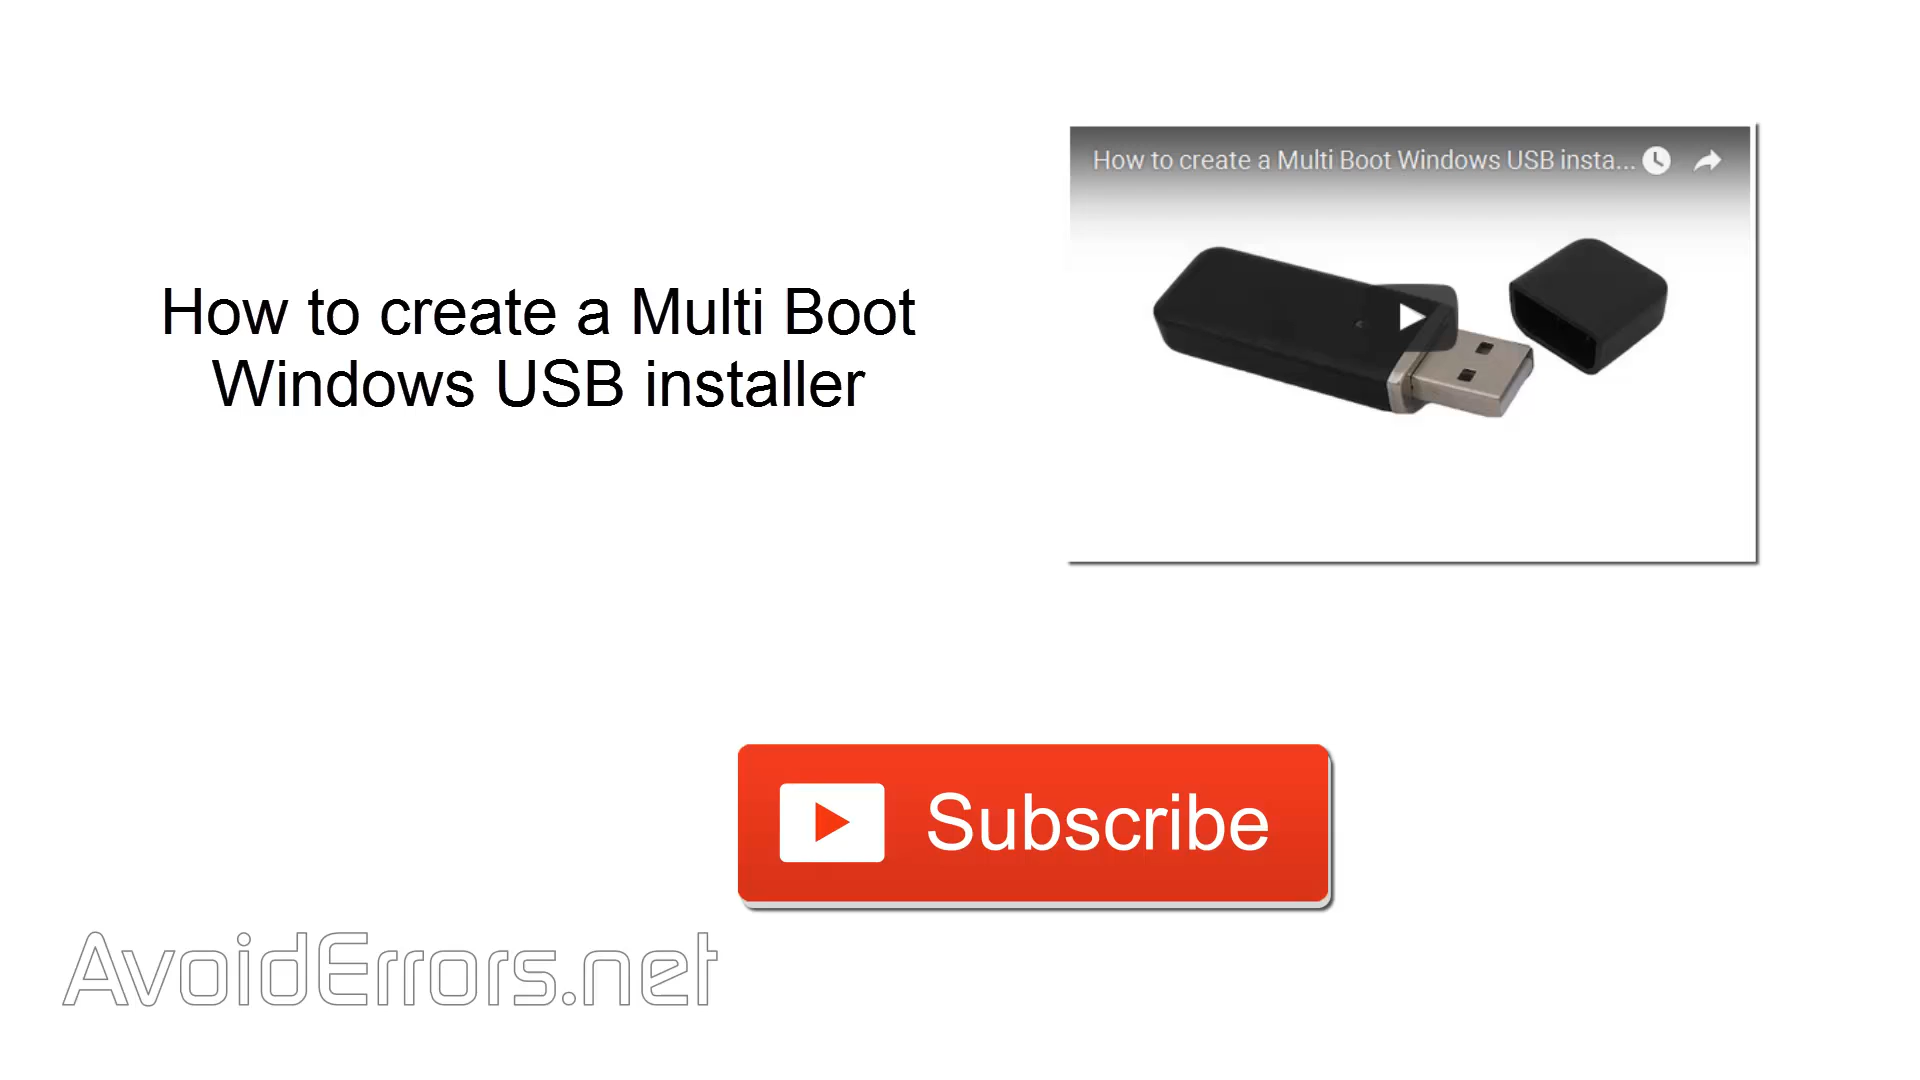 How to create a Multi Boot Windows USB insta...
How to create a Multi Boot
Windows USB installer
Subscribe
AvoidErrors.net